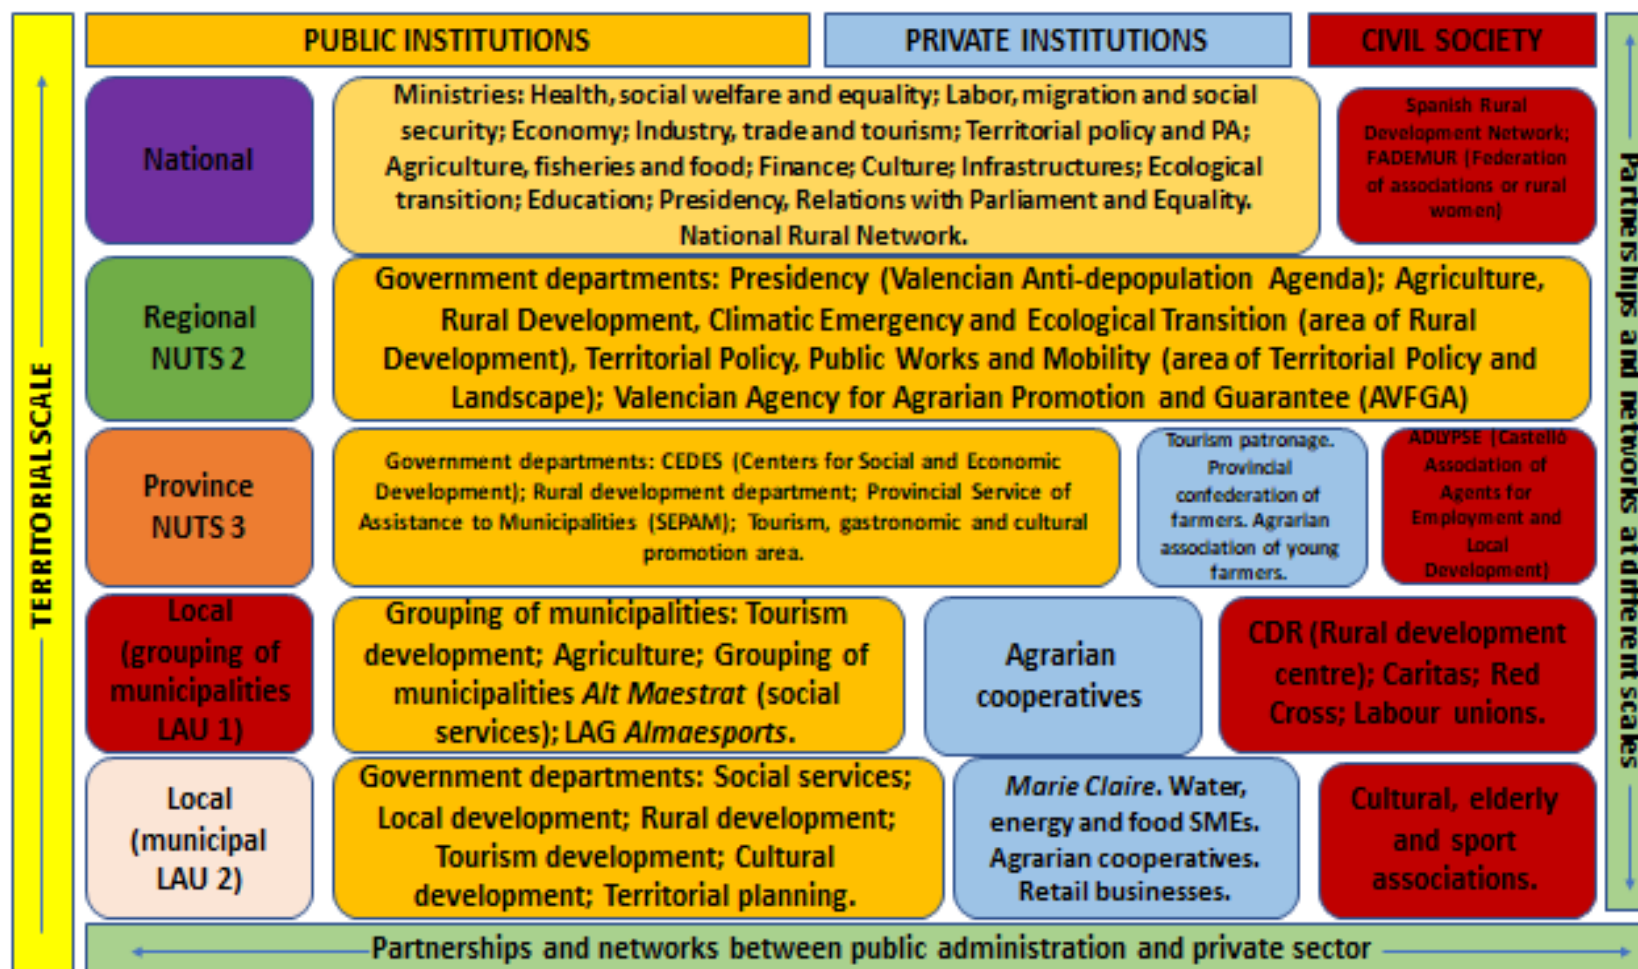 PUBLIC INSTITUTIONS
PRIVATE INSTITUTIONS
CIVIL SOCIETY
TERRITORIAL SCALE
National
Ministries: Health, social welfare and equality; Labor, migration and social
security; Economy; Industry, trade and tourism; Territorial policy and PA;
Agriculture, fisheries and food; Finance; Culture; Infrastructures; Ecological
transition; Education; Presidency, Relations with Parliament and Equality.
National Rural Network.
Spanish Rural
Development Network;
FADEMUR (Federation
of associations or rural
women)
Regional
NUTS 2
Government departments: Presidency (Valencian Anti-depopulation Agenda); Agriculture,
Rural Development, Climatic Emergency and Ecological Transition (area of Rural
Development), Territorial Policy, Public Works and Mobility (area of Territorial Policy and
Landscape); Valencian Agency for Agrarian Promotion and Guarantee (AVFGA)
Province
NUTS 3
Government departments: CEDES (Centers for Social and Economic
Development); Rural development department; Provincial Service of
Assistance to Municipalities (SEPAM); Tourism, gastronomic and cultural
promotion area.
Tourism patronage.
Provincial
confederation of
farmers. Agrarian
association of young
farmers.
ADLYPSE (Castelló
Association of
Agents for
Employment and
Local
Development)
Local
(grouping of
municipalities
LAU 1)
Grouping of municipalities: Tourism
development; Agriculture; Grouping of
municipalities Alt Maestrat (social
services); LAG Almaesports.
Agrarian
cooperatives
CDR (Rural development
centre); Caritas; Red
Cross; Labour unions.
Local
(municipal
LAU 2)
Government departments: Social services;
Local development; Rural development;
Tourism development; Cultural
development; Territorial planning.
Marie Claire. Water,
energy and food SMEs.
Agrarian cooperatives.
Retail businesses.
Cultural, elderly
and sport
associations.
Partnerships and networks at different scales
Partnerships and networks between public administration and private sector